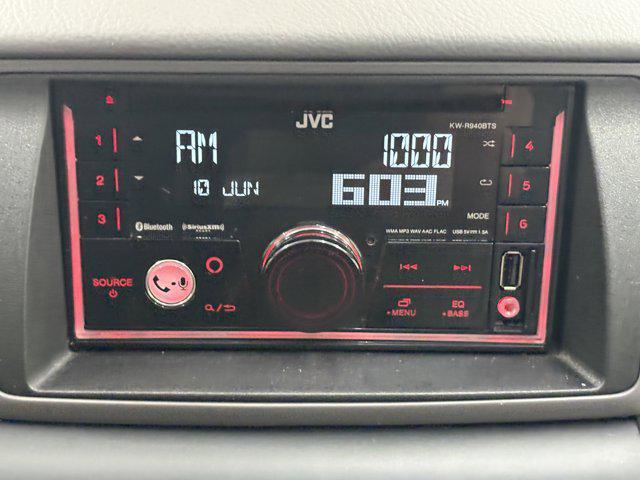 JVC
KW-R940BTS
1
AM
1000
4
2
10 JUN
603 PM
5
3
MODE
6
Bluetooth
SiriusXM
READY
WMA MP3 WAV AAC FLAC
USB 5V 1.5A
SOURCE
MENU
EQ
BASS